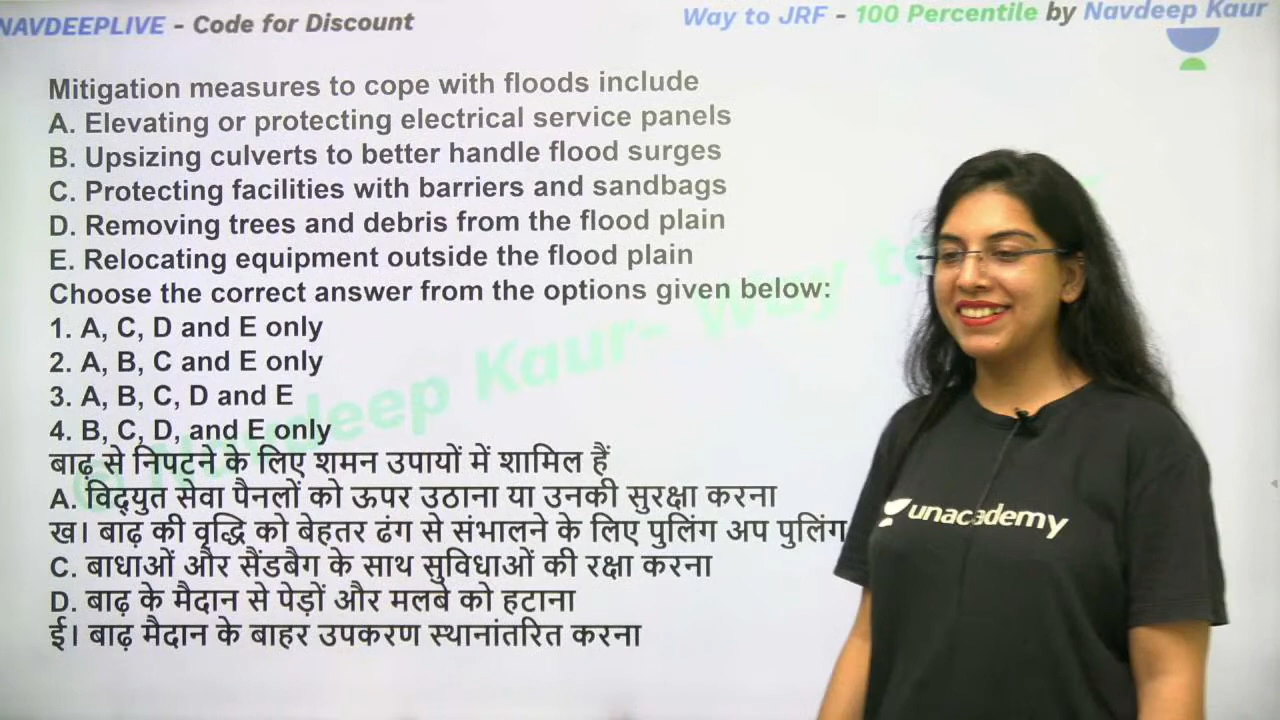 NAVDEEPLIVE - Code for Discount
Way to JRF - 100 Percentile by Navdeep Kaur
Mitigation measures to cope with floods include
A. Elevating or protecting electrical service panels
B. Upsizing culverts to better handle flood surges
C. Protecting facilities with barriers and sandbags
D. Removing trees and debris from the flood plain
E. Relocating equipment outside the flood plain
Choose the correct answer from the options given below:
1. A, C, D and E only
2. A, B, C and E only
3. A, B, C, D and E
4. B, C, D, and E only
बाढ़ से निपटने के लिए शमन उपायों में शामिल हैं
A. विद्युत सेवा पैनलों को ऊपर उठाना या उनकी सुरक्षा करना
ख। बाढ़ की वृद्धि को बेहतर ढंग से संभालने के लिए पुलिंग अप पुलिंग
C. बाधाओं और सैंडबैग के साथ सुविधाओं की रक्षा करना
D. बाढ़ के मैदान से पेड़ों और मलबे को हटाना
ई। बाढ़ मैदान के बाहर उपकरण स्थानांतरित करना
© Navdeep Kaur- Way to
unacademy